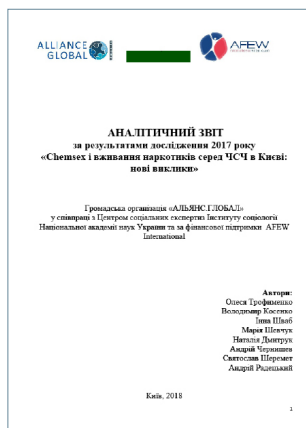 ALLIANCE
GLOBAL
AFEW
АНАЛІТИЧНИЙ ЗВІТ
за результатами дослідження 2017 року
«Chemsex і вживання наркотиків серед ЧСЧ в Києві:
нові виклики»
Громадська організація «АЛЬЯНС.ГЛОБАЛ»
у співпраці з Центром соціальних експертиз Інституту соціології
Національної академії наук України та за фінансової підтримки AFEW
International
Автори:
Олеся Трофименко
Володимир Косенко
Інна Шваб
Марія Шевчук
Наталія Дмитрук
Андрій Чернишев
Святослав Шеремет
Андрій Радецький
Київ, 2018
1